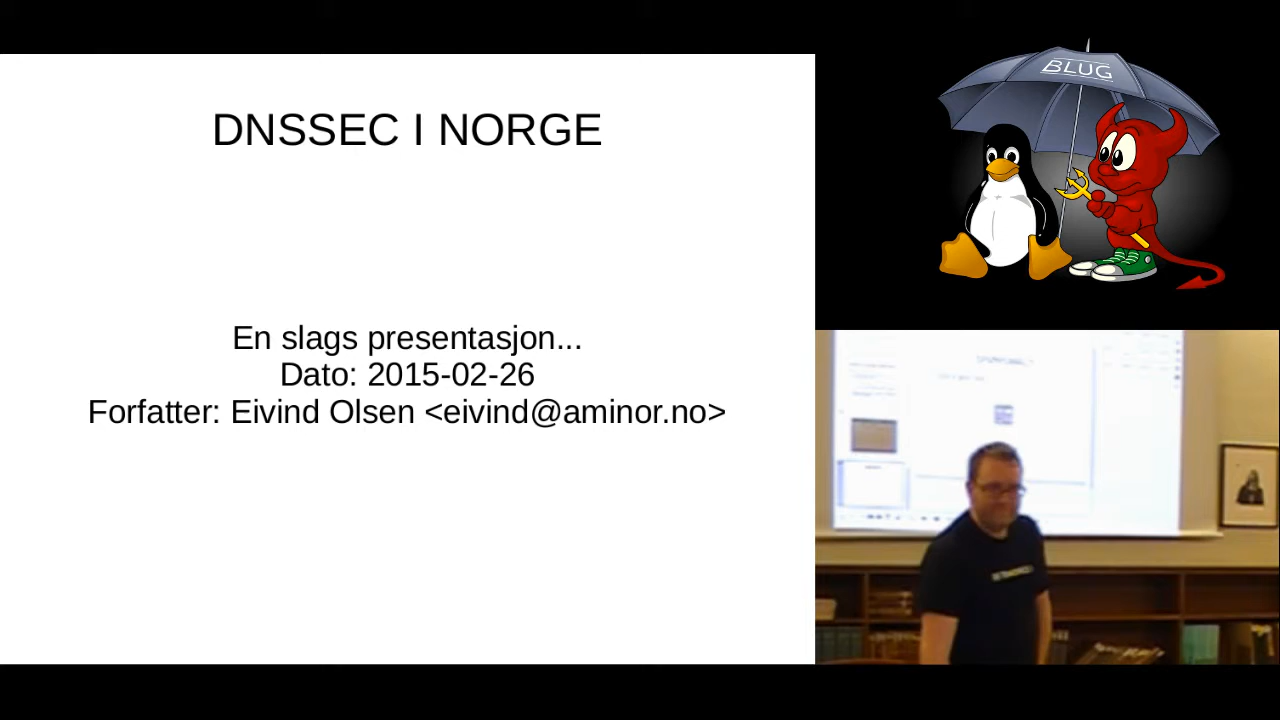 DNSSEC I NORGE
En slags presentasjon...
Dato: 2015-02-26
Forfatter: Eivind Olsen <eivind@aminor.no>
BLUG